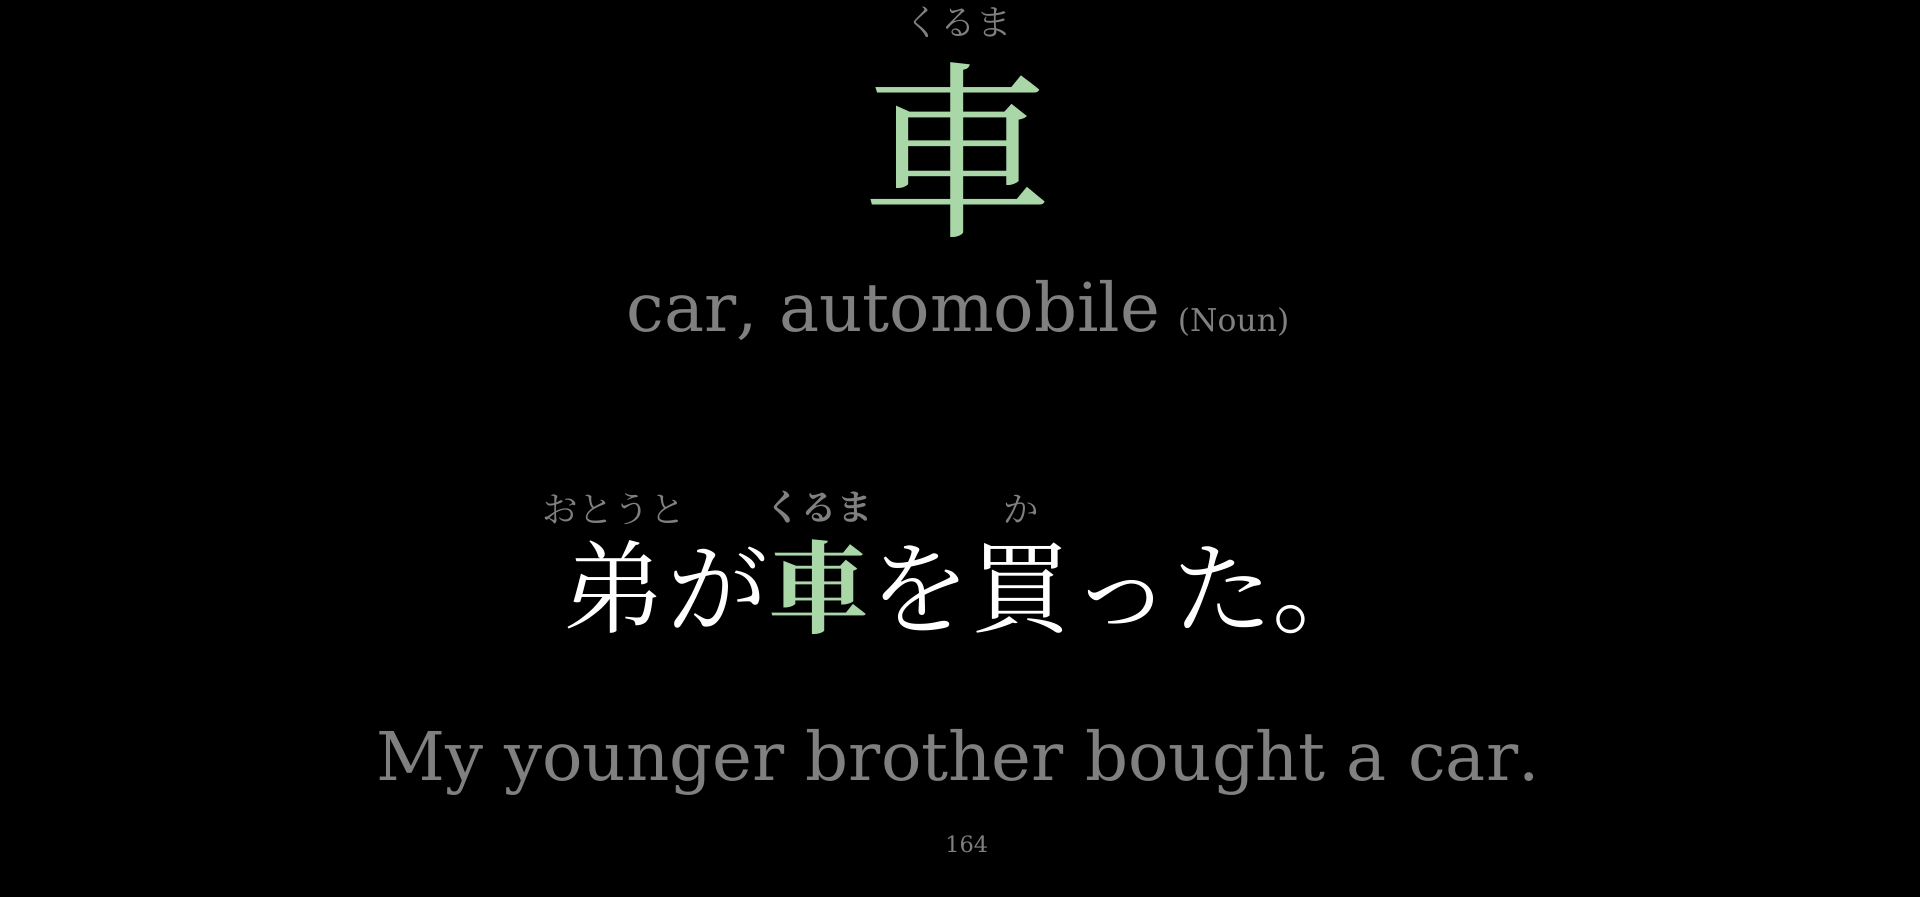 くるま
車
car, automobile (Noun)
おとうと くるま か
弟が車を買った。
My younger brother bought a car.
164